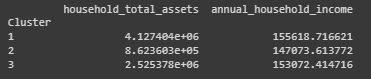 household_total_assets annual_household_income
Cluster
1 4.127404e+06 155618.716621
2 8.623603e+05 147073.613772
3 2.525378e+06 153072.414716